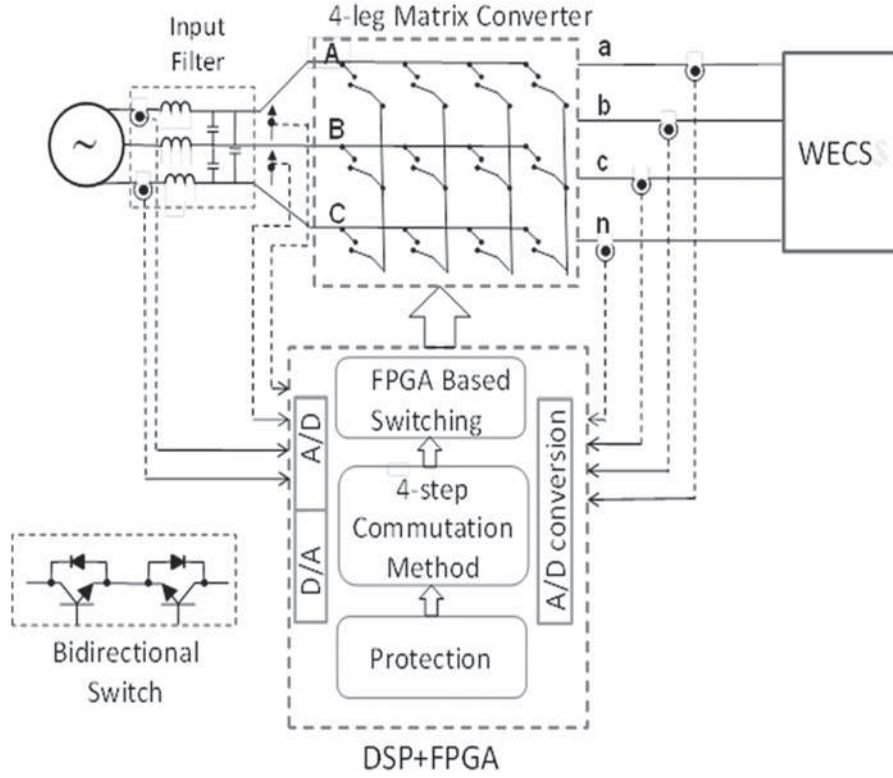 4-leg Matrix Converter
Input
Filter
A
B
C
a
b
c
n
~
WECSS
FPGA Based
Switching
4-step
Commutation
Method
Protection
A/D
D/A
A/D conversion
Bidirectional
Switch
DSP+FPGA